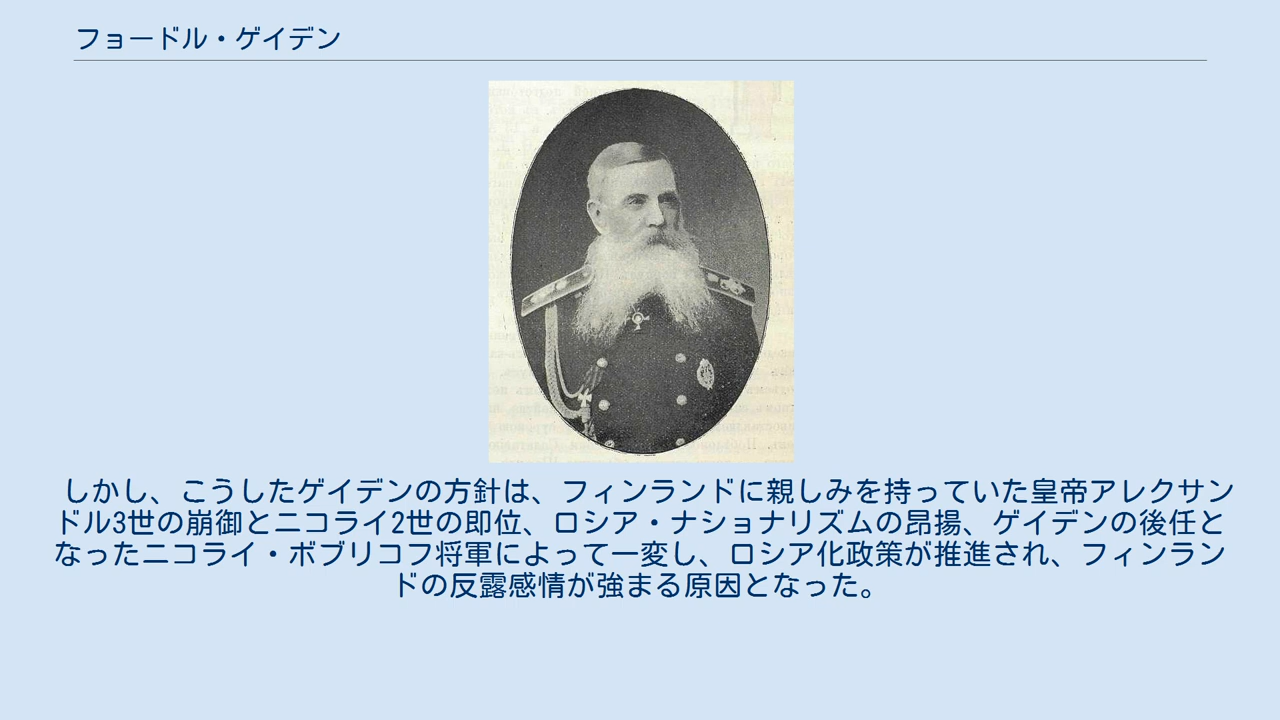 フョードル・ゲイデン
しかし、こうしたゲイデンの方針は、フィンランドに親しみを持っていた皇帝アレクサン
ドル3世の崩御とニコライ2世の即位、ロシア・ナショナリズムの昂揚、ゲイデンの後任と
なったニコライ・ボブリコフ将軍によって一変し、ロシア化政策が推進され、フィンラン
ドの反露感情が強まる原因となった。